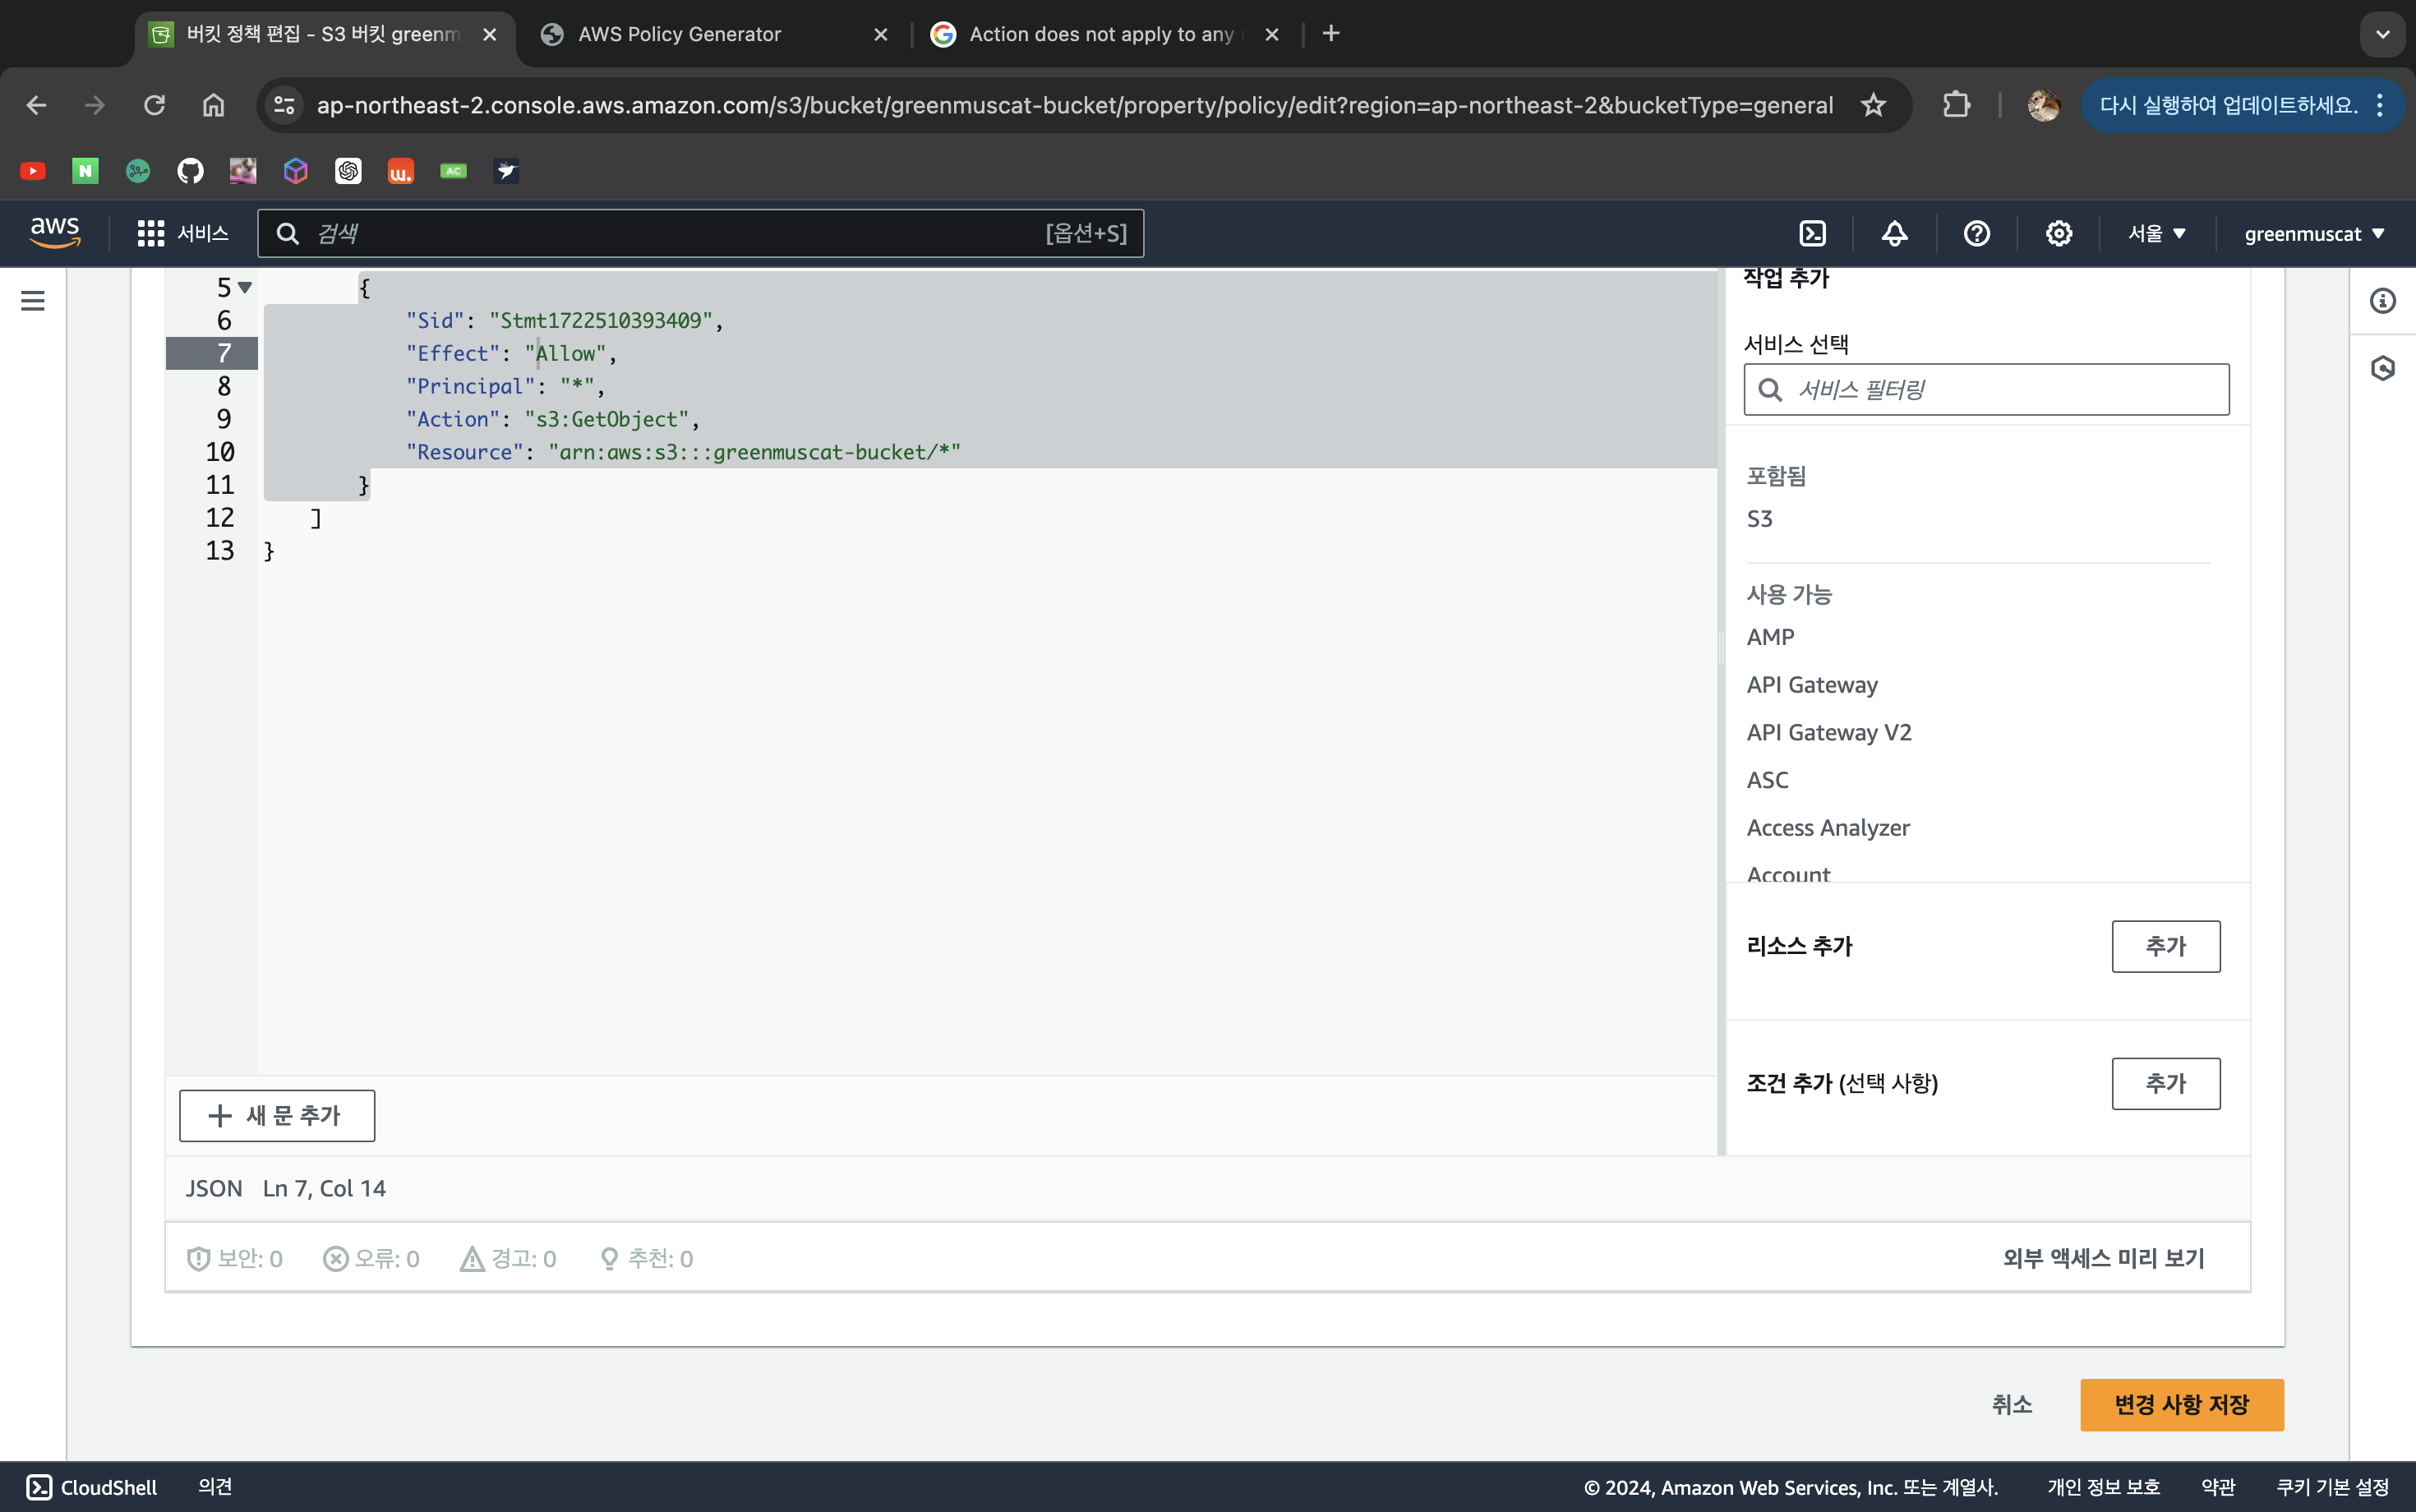 버킷 정책 편집 - S3 버킷 greenm
AWS Policy Generator
Action does not apply to any
ap-northeast-2.console.aws.amazon.com/s3/bucket/greenmuscat-bucket/property/policy/edit?region=ap-northeast-2&bucketType=general
다시 실행하여 업데이트하세요.
N
w.
AC
aws
서비스
검색
[옵션+S]
서울
greenmuscat
5 {
6 "Sid": "Stmt1722510393409",
7 "Effect": "Allow",
8 "Principal": "*",
9 "Action": "s3:GetObject",
10 "Resource": "arn:aws:s3:::greenmuscat-bucket/*"
11 }
12 ]
13 }
작업 추가
서비스 선택
서비스 필터링
포함됨
S3
사용 가능
AMP
API Gateway
API Gateway V2
ASC
Access Analyzer
Account
리소스 추가
추가
조건 추가 (선택 사항)
추가
새 문 추가
JSON Ln 7, Col 14
보안: 0
오류: 0
경고: 0
추천: 0
외부 액세스 미리 보기
취소
변경 사항 저장
CloudShell
의견
© 2024, Amazon Web Services, Inc. 또는 계열사.
개인 정보 보호
약관
쿠키 기본 설정